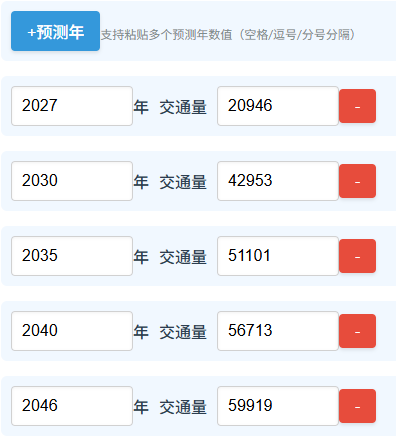 +预测年 支持粘贴多个预测年数值（空格/逗号/分号分隔）
2027 年 交通量 20946 -
2030 年 交通量 42953 -
2035 年 交通量 51101 -
2040 年 交通量 56713 -
2046 年 交通量 59919 -